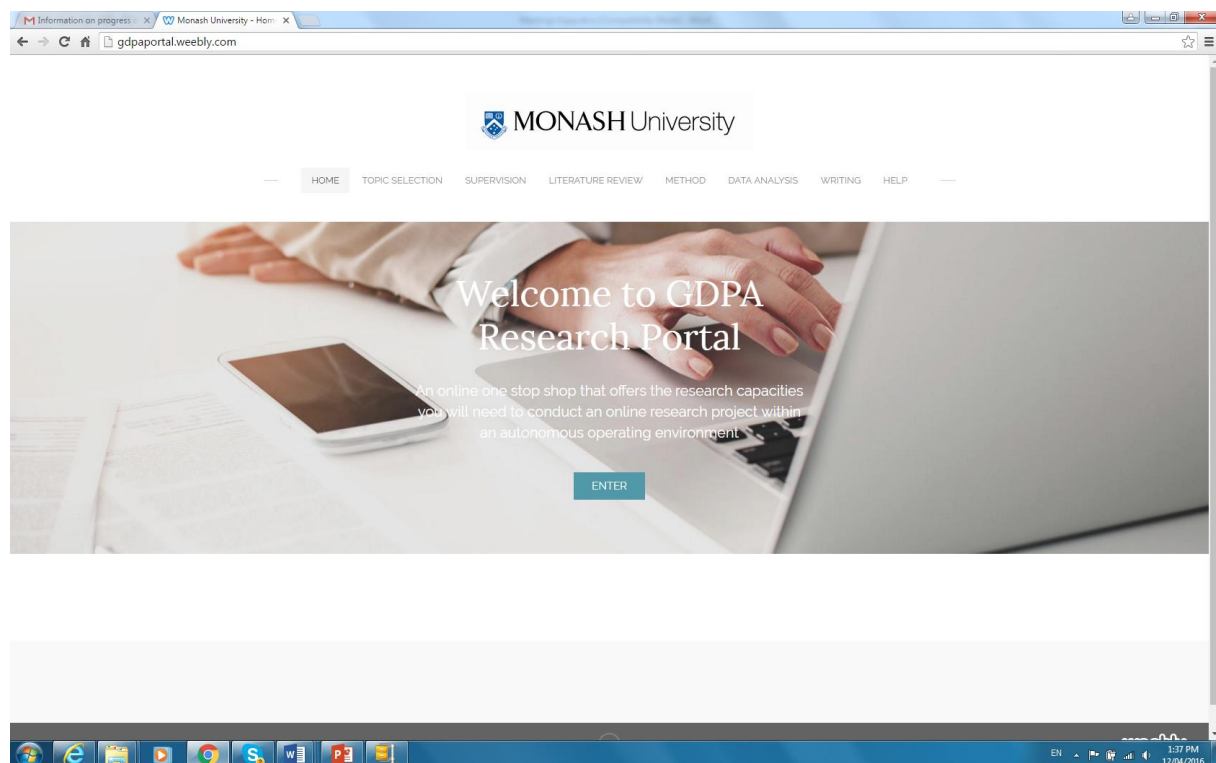 Information on progress
Monash University - Hom
gdpaportal.weebly.com
MONASH University
HOME TOPIC SELECTION SUPERVISION LITERATURE REVIEW METHOD DATA ANALYSIS WRITING HELP
Welcome to GDPA
Research Portal
An online one stop shop that offers the research capacities
you will need to conduct an online research project within
an autonomous operating environment
ENTER
EN
1:37 PM
12/04/2016